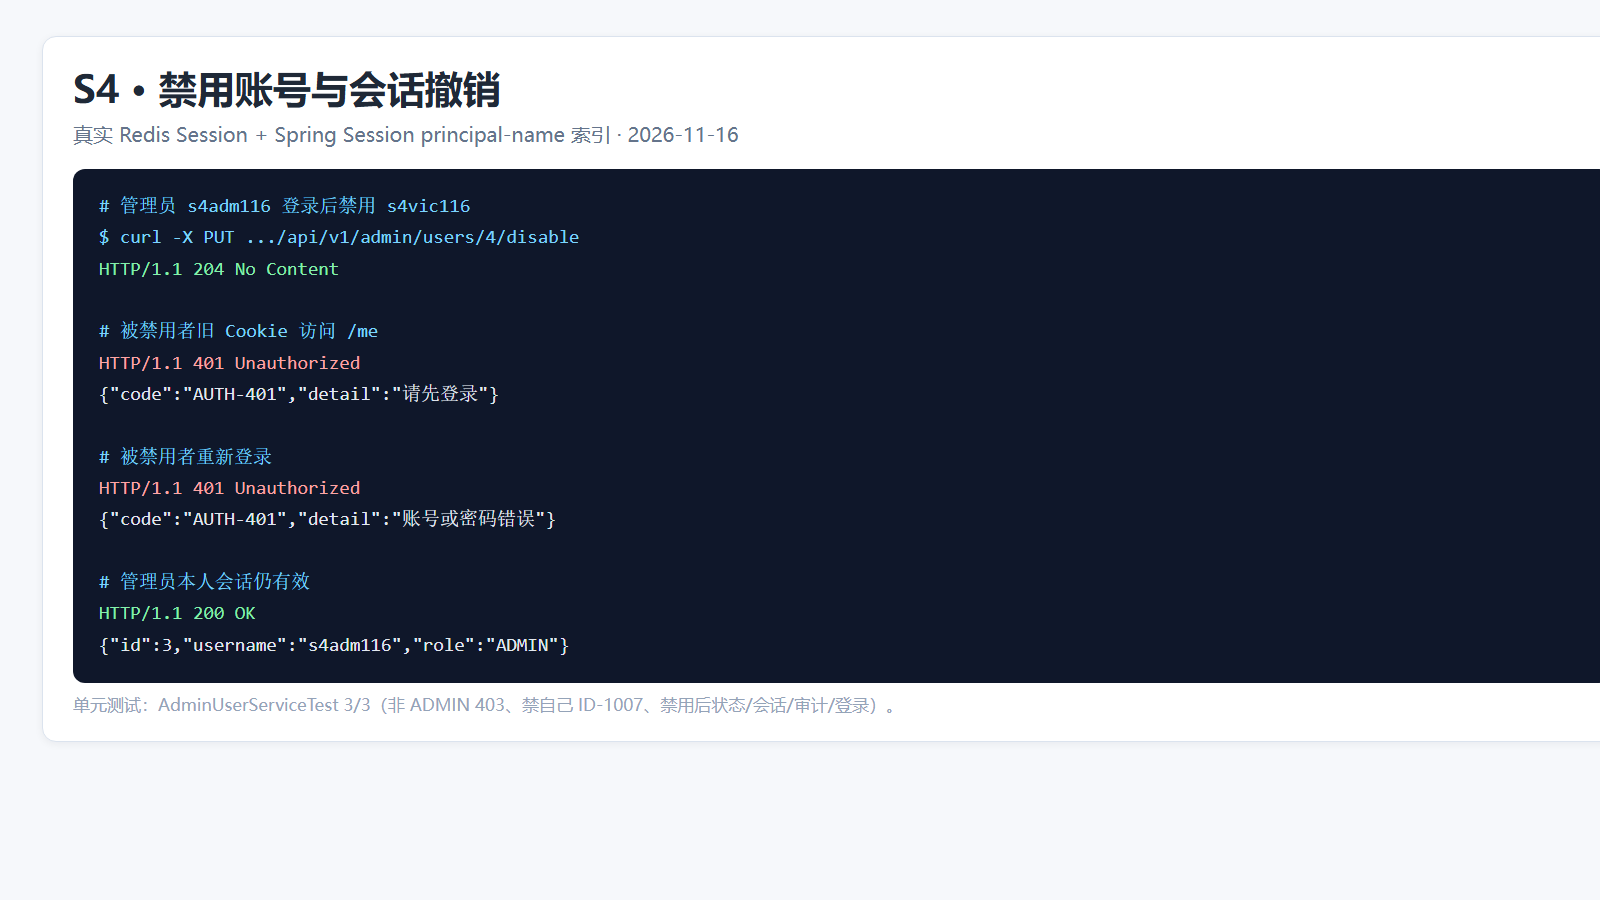 S4 · 禁用账号与会话撤销
真实 Redis Session + Spring Session principal-name 索引 · 2026-11-16
# 管理员 s4adm116 登录后禁用 s4vic116
$ curl -X PUT .../api/v1/admin/users/4/disable
HTTP/1.1 204 No Content
# 被禁用者旧 Cookie 访问 /me
HTTP/1.1 401 Unauthorized
{"code":"AUTH-401","detail":"请先登录"}
# 被禁用者重新登录
HTTP/1.1 401 Unauthorized
{"code":"AUTH-401","detail":"账号或密码错误"}
# 管理员本人会话仍有效
HTTP/1.1 200 OK
{"id":3,"username":"s4adm116","role":"ADMIN"}
单元测试：AdminUserServiceTest 3/3（非 ADMIN 403、禁自己 ID-1007、禁用后状态/会话/审计/登录）。